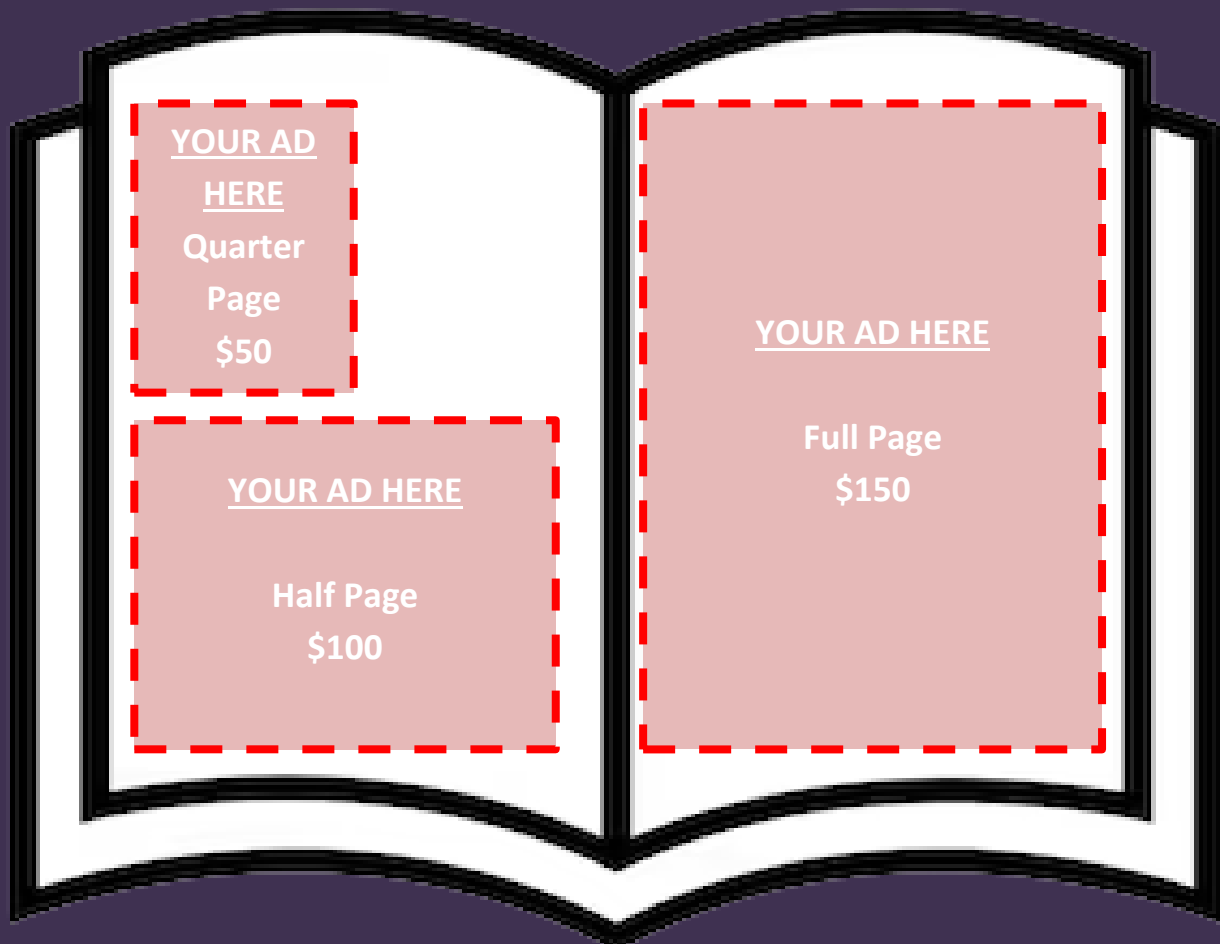 YOUR AD
HERE
Quarter
Page
$50
YOUR AD HERE
Half Page
$100
YOUR AD HERE
Full Page
$150